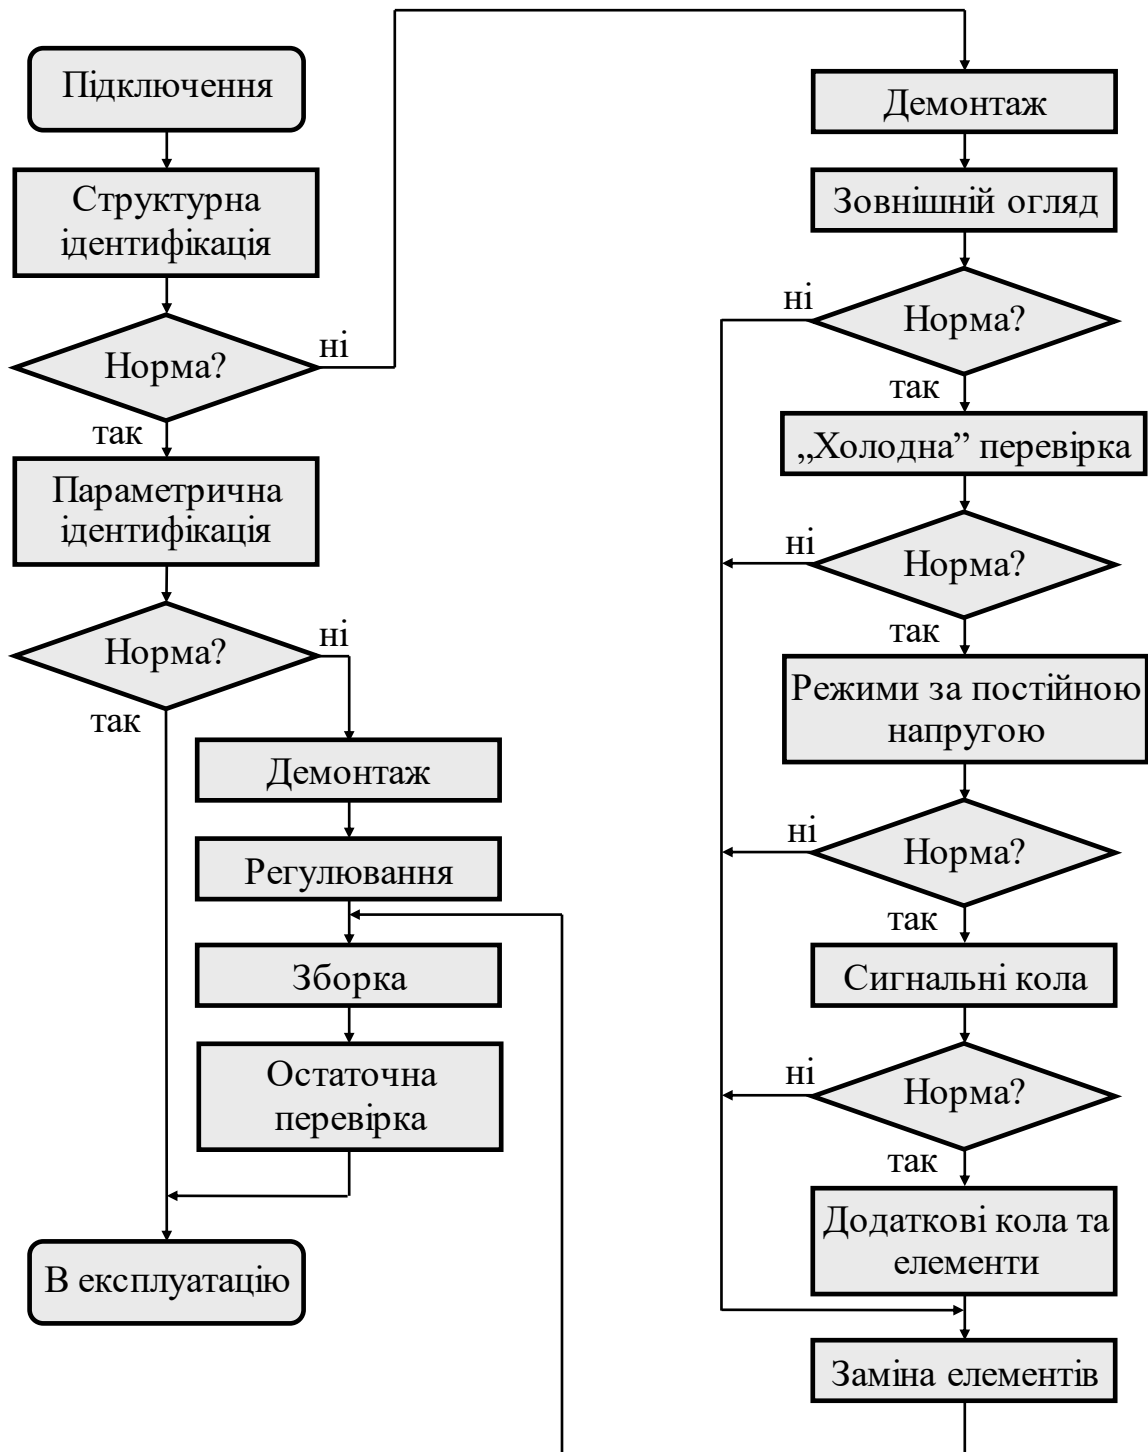 Підключення
Структурна
ідентифікація
Норма?
ні
так
Параметрична
ідентифікація
Норма?
ні
так
Демонтаж
Регулювання
Зборка
Остаточна
перевірка
В експлуатацію
Демонтаж
Зовнішній огляд
ні
Норма?
так
„Холодна” перевірка
ні
Норма?
так
Режими за постійною
напругою
ні
Норма?
так
Сигнальні кола
ні
Норма?
так
Додаткові кола та
елементи
Заміна елементів